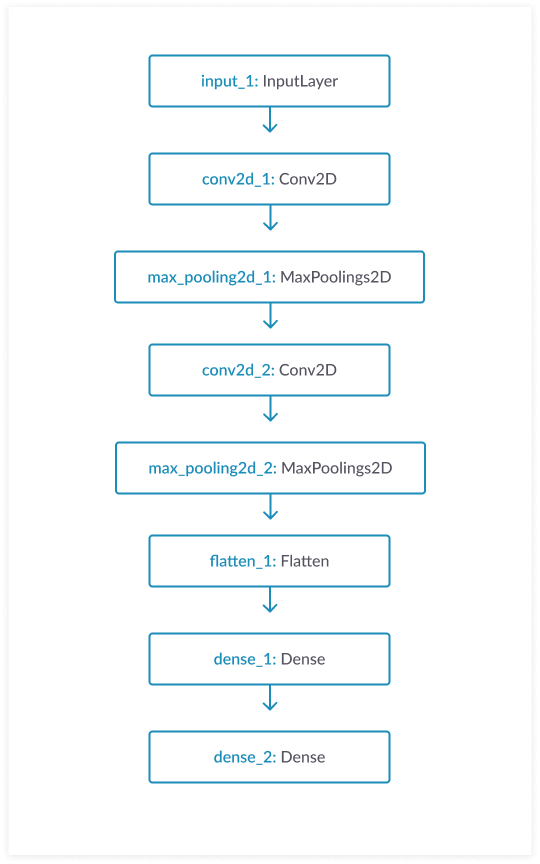 input_1: InputLayer
conv2d_1: Conv2D
max_pooling2d_1: MaxPoolings2D
conv2d_2: Conv2D
max_pooling2d_2: MaxPoolings2D
flatten_1: Flatten
dense_1: Dense
dense_2: Dense